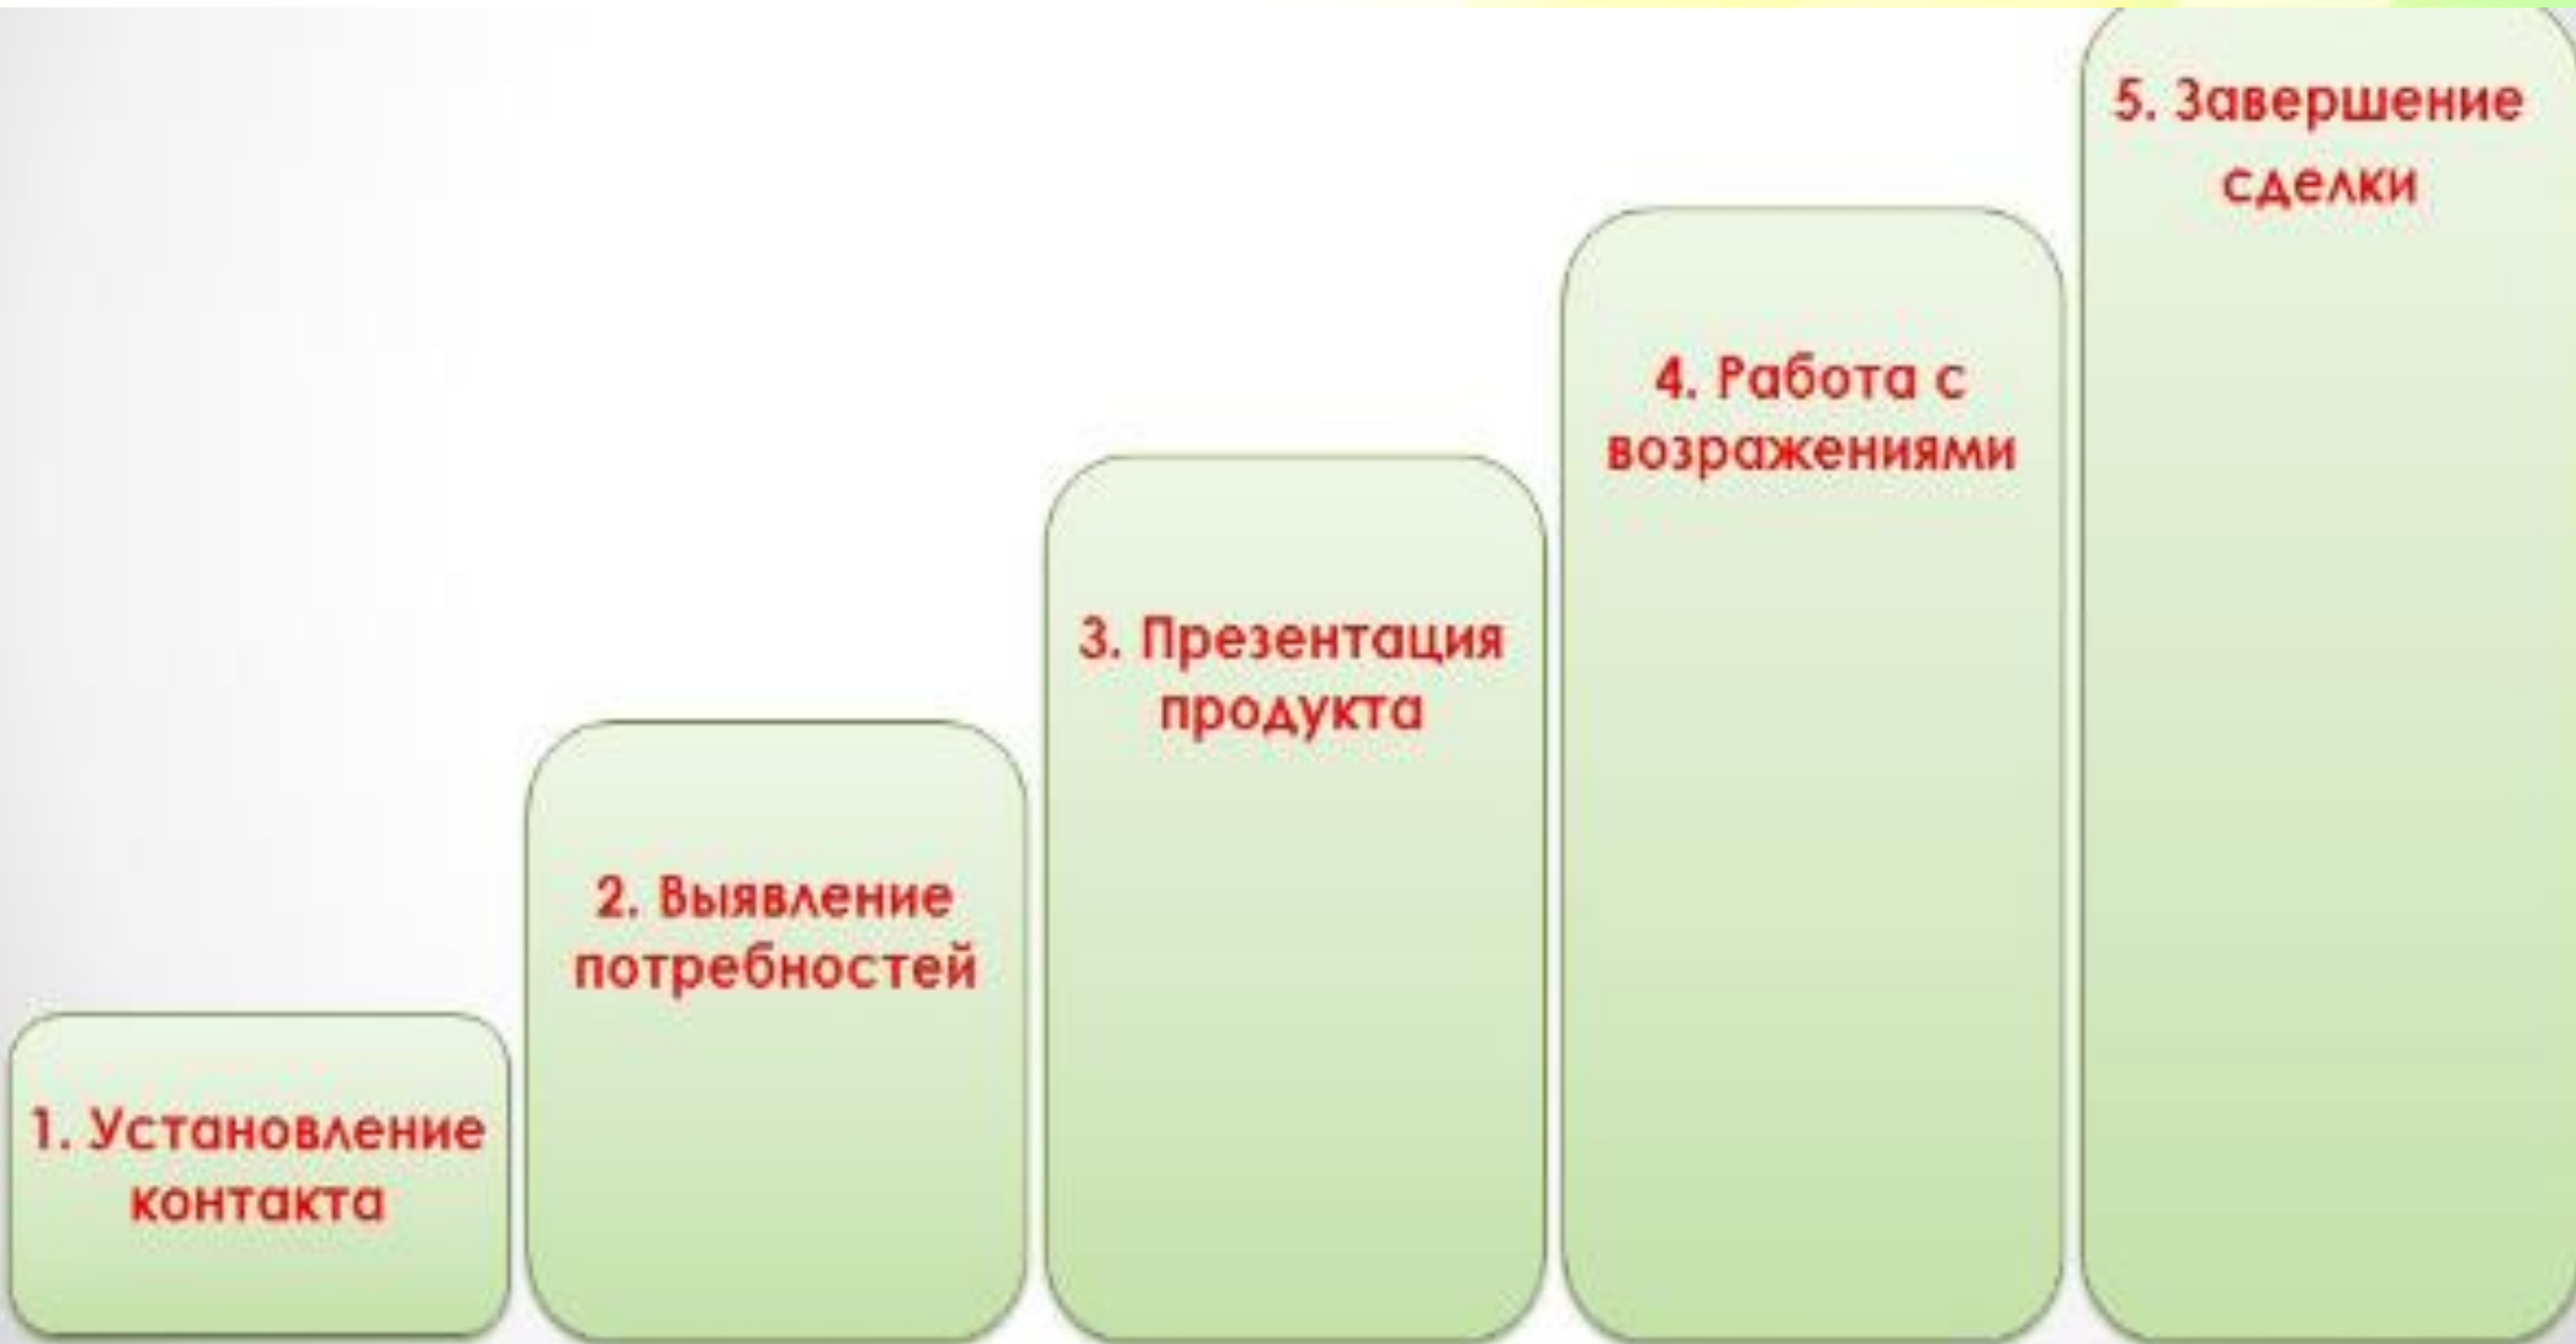 1. Установление
контакта
2. Выявление
потребностей
3. Презентация
продукта
4. Работа с
возражениями
5. Завершение
сделки